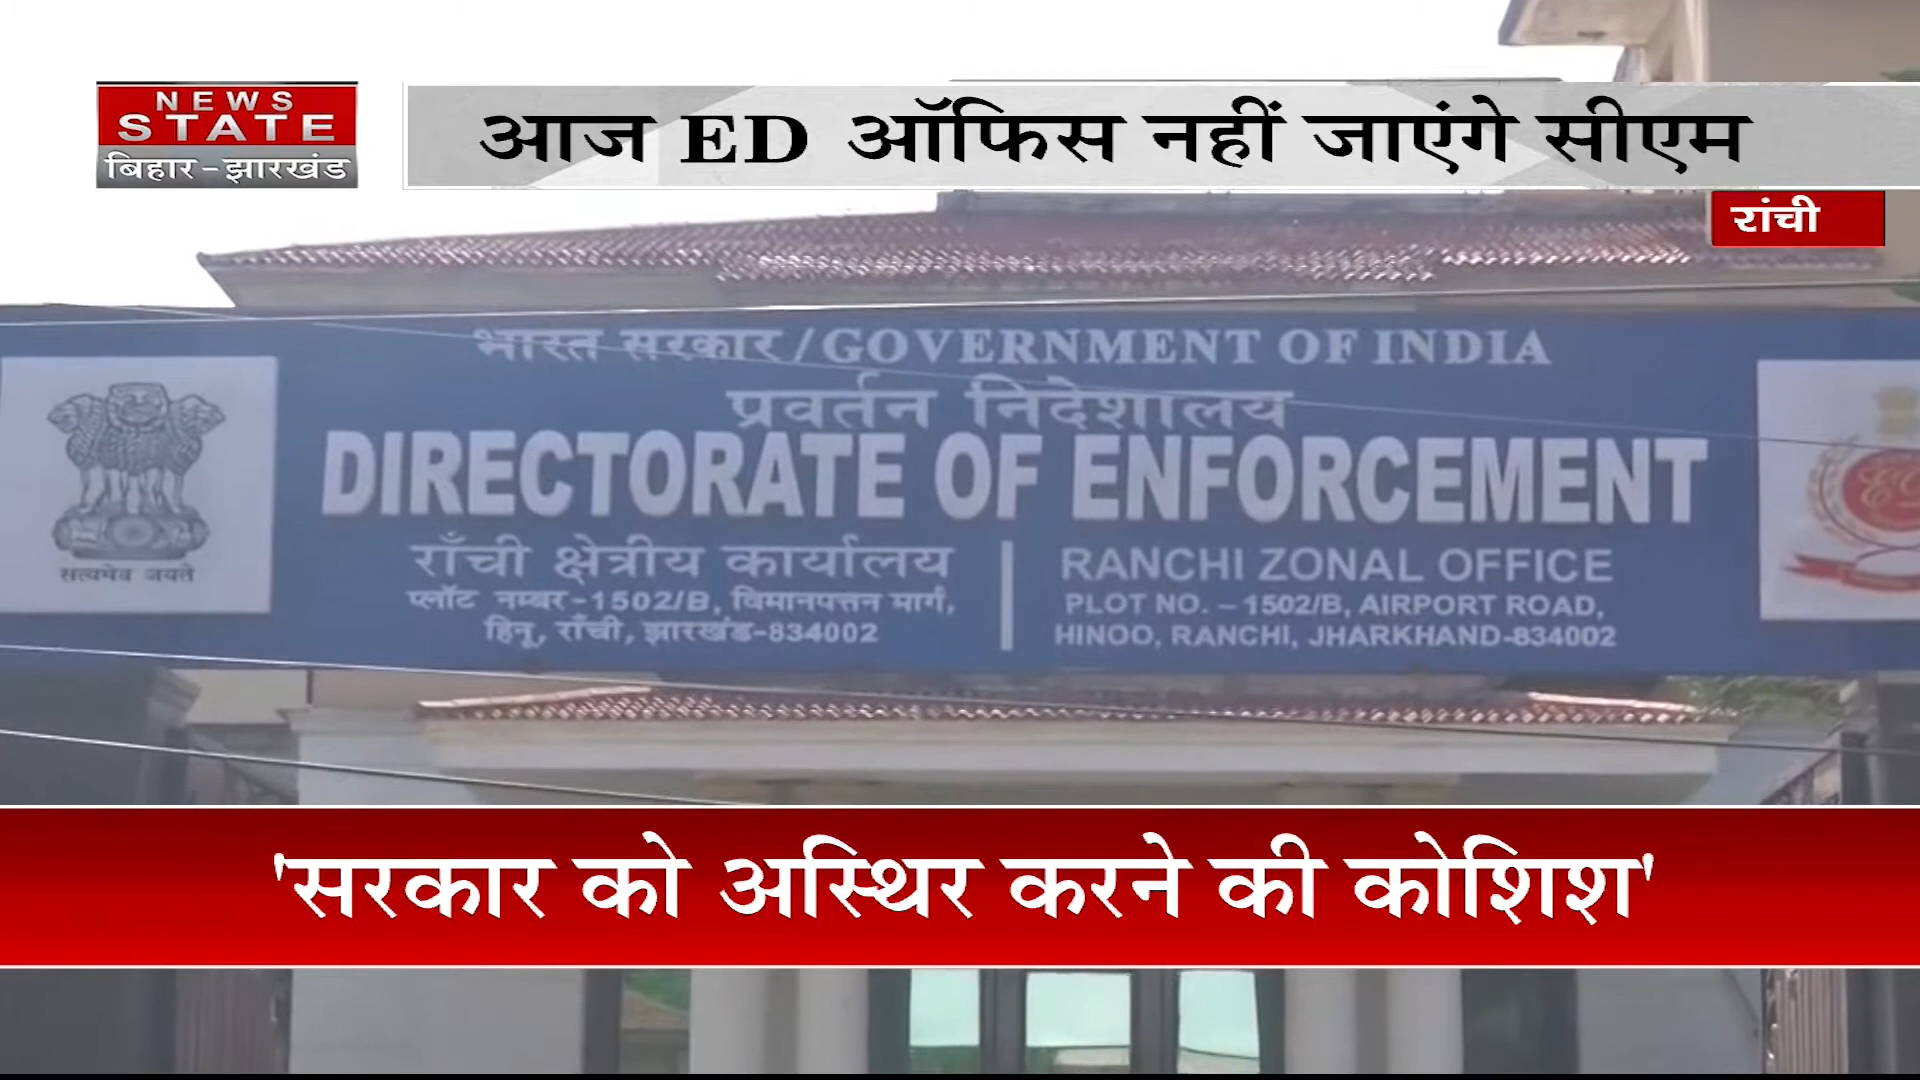 NEWS
STATE
बिहार-झारखंड
आज ED ऑफिस नहीं जाएंगे सीएम
रांची
भारत सरकार/GOVERNMENT OF INDIA
प्रवर्तन निदेशालय
DIRECTORATE OF ENFORCEMENT
सत्यमेव जयते
राँची क्षेत्रीय कार्यालय
प्लॉट नम्बर-1502/B, विमानपत्तन मार्ग,
हिनू, राँची, झारखंड-834002
RANCHI ZONAL OFFICE
PLOT NO. – 1502/B, AIRPORT ROAD,
HINOO, RANCHI, JHARKHAND-834002
'सरकार को अस्थिर करने की कोशिश'